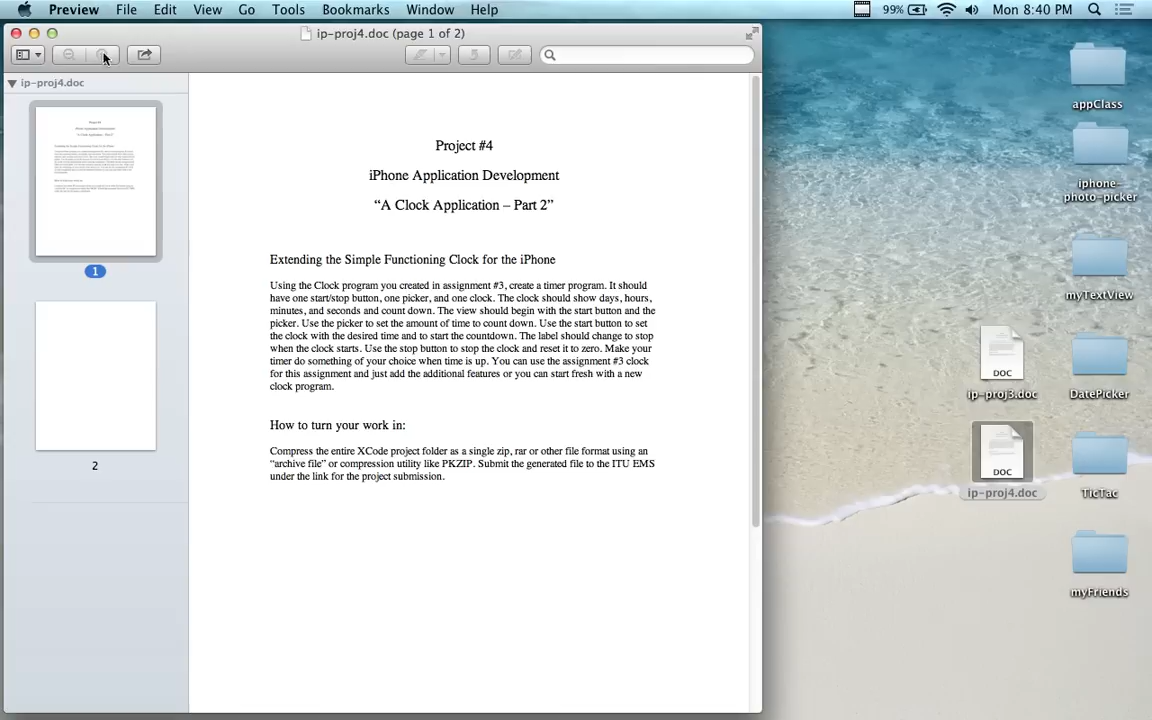 Preview File Edit View Go Tools Bookmarks Window Help 99% Mon 8:40 PM
ip-proj4.doc (page 1 of 2)
ip-proj4.doc
1
2
Project #4
iPhone Application Development
“A Clock Application – Part 2”
Extending the Simple Functioning Clock for the iPhone
Using the Clock program you created in assignment #3, create a timer program. It should
have one start/stop button, one picker, and one clock. The clock should show days, hours,
minutes, and seconds and count down. The view should begin with the start button and the
picker. Use the picker to set the amount of time to count down. Use the start button to set
the clock with the desired time and to start the countdown. The label should change to stop
when the clock starts. Use the stop button to stop the clock and reset it to zero. Make your
timer do something of your choice when time is up. You can use the assignment #3 clock
for this assignment and just add the additional features or you can start fresh with a new
clock program.
How to turn your work in:
Compress the entire XCode project folder as a single zip, rar or other file format using an
“archive file” or compression utility like PKZIP. Submit the generated file to the ITU EMS
under the link for the project submission.
appClass
iphone-
photo-picker
myTextView
DOC
ip-proj3.doc
DatePicker
DOC
ip-proj4.doc
TicTac
myFriends